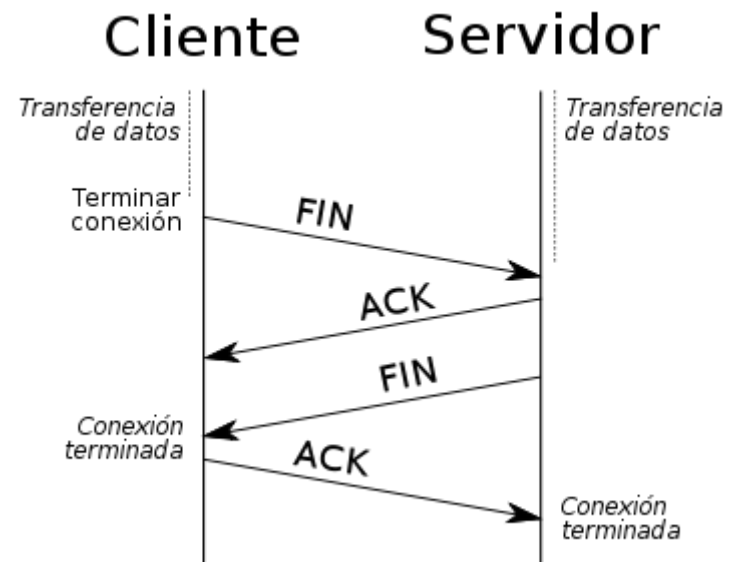 Cliente
Servidor
Transferencia
de datos
Transferencia
de datos
Terminar
conexión
FIN
ACK
FIN
Conexión
terminada
ACK
Conexión
terminada